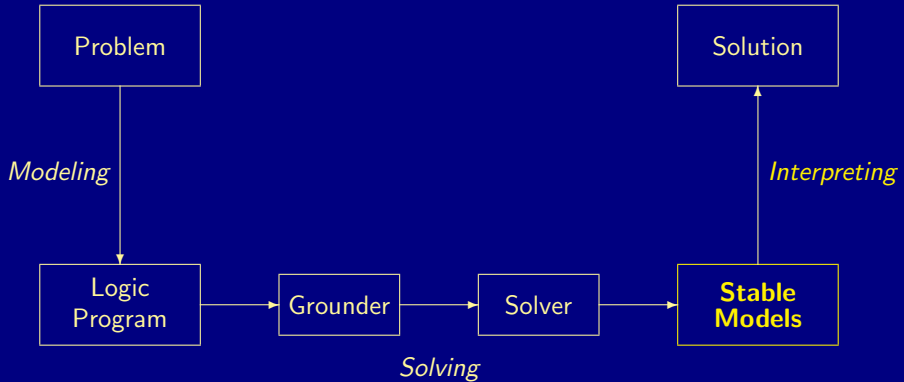 Problem
Solution
Modeling
Interpreting
Logic
Program
Grounder
Solver
Stable
Models
Solving